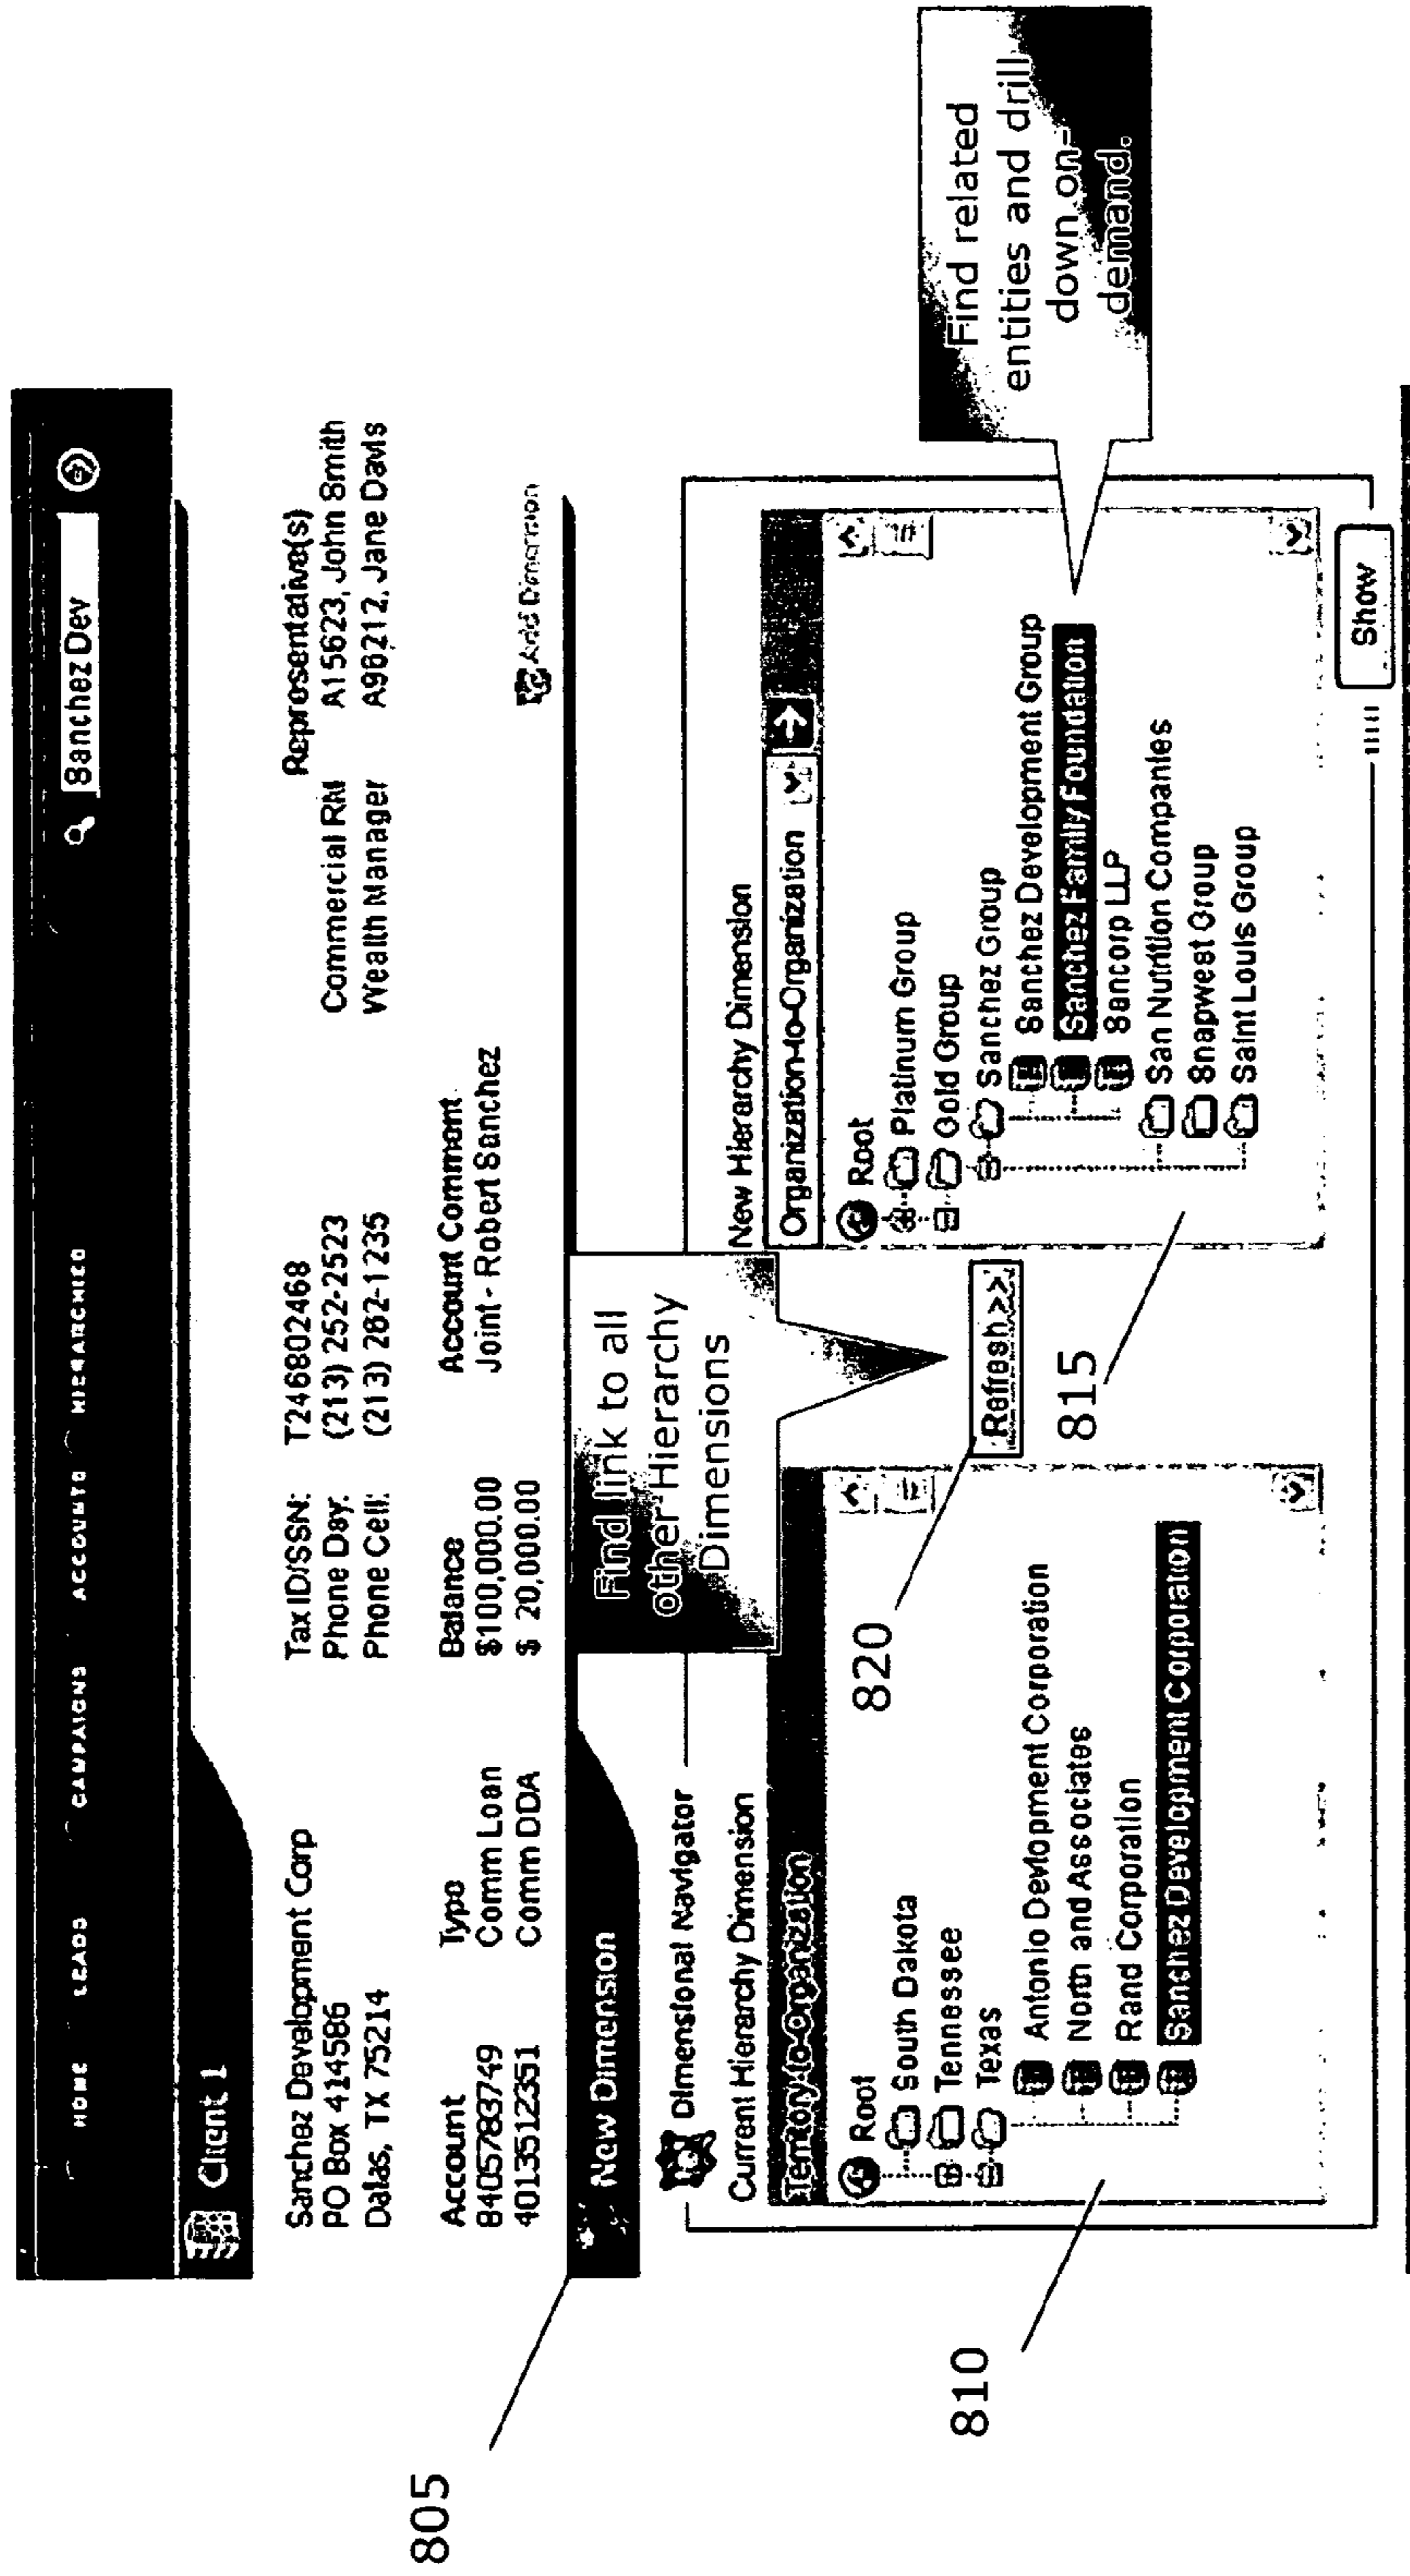 HOME LEADS CAMPAIGNS ACCOUNTS HIERARCHIES
Sanchez Dev
Client 1
Sanchez Development Corp
PO Box 414586
Dalas, TX 75214
Tax ID/SSN: T246802468
Phone Day: (213) 252-2523
Phone Cell: (213) 262-1235
Representative(s)
Commercial RM A15623, John Smith
Wealth Manager A96212, Jane Davis
Account Type Balance Account Comment
8405783749 Comm Loan $100,000.00 Joint - Robert Sanchez
4013512351 Comm DDA $ 20,000.00
Add Dimension
805
New Dimension
Find link to all
other Hierarchy
Dimensions
Dimensional Navigator
Current Hierarchy Dimension
Territory-to-Organization
Root
South Dakota
Tennessee
Texas
Antonio Devlopment Corporation
North and Associates
Rand Corporation
Sanchez Development Corporation
810
820
Refresh >>
815
New Hierarchy Dimension
Organization-to-Organization
Root
Platinum Group
Gold Group
Sanchez Group
Sanchez Development Group
Sanchez Family Foundation
Sancorp LLP
San Nutrition Companies
Snapwest Group
Saint Louis Group
Find related
entities and drill
down on-
demand.
Show